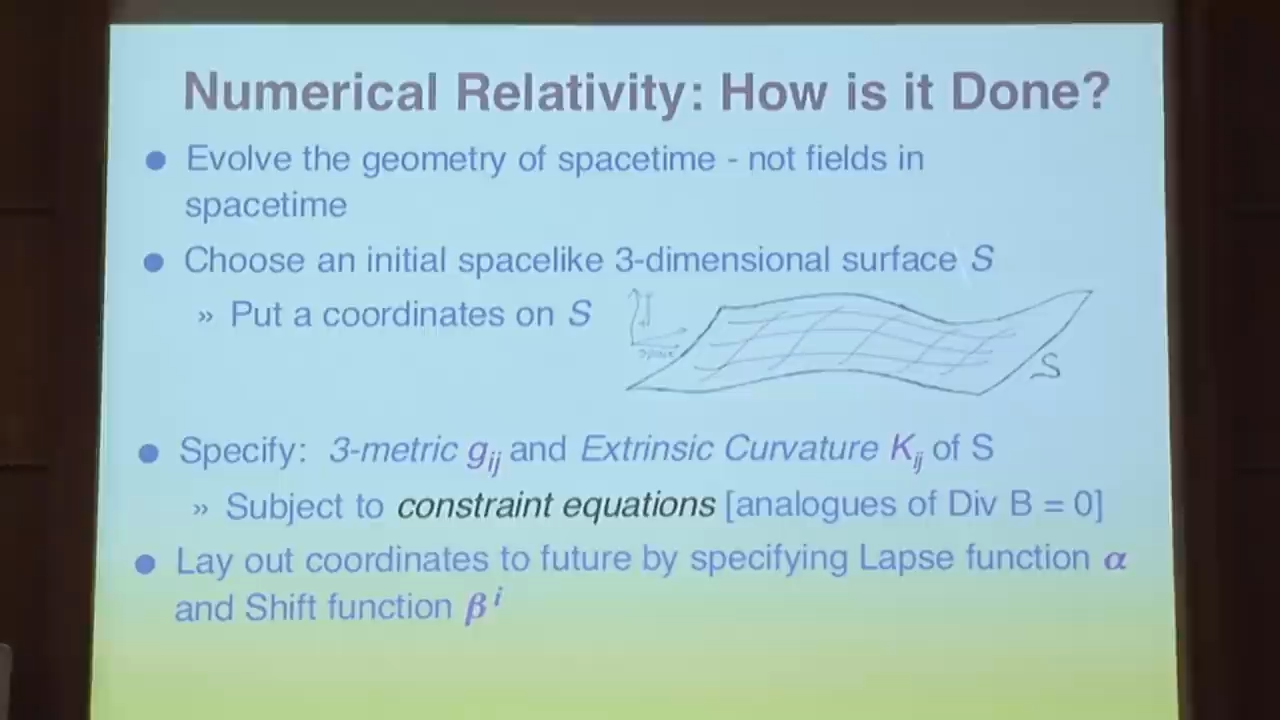 Numerical Relativity: How is it Done?
● Evolve the geometry of spacetime - not fields in
spacetime
● Choose an initial spacelike 3-dimensional surface S
» Put a coordinates on S
S
● Specify: 3-metric gij and Extrinsic Curvature Kij of S
» Subject to constraint equations [analogues of Div B = 0]
● Lay out coordinates to future by specifying Lapse function α
and Shift function β i